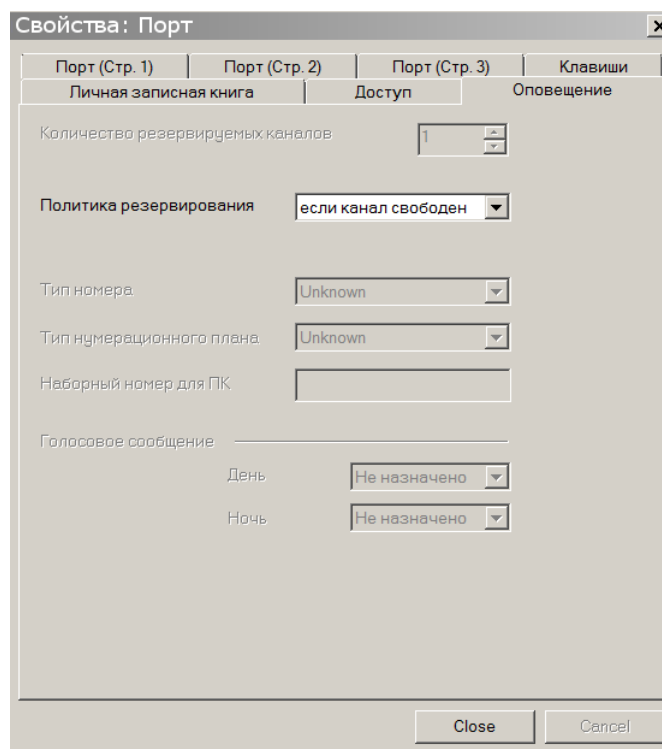 Свойства: Порт
Порт (Стр. 1) Порт (Стр. 2) Порт (Стр. 3) Клавиши
Личная записная книга Доступ Оповещение
Количество резервируемых каналов 1
Политика резервирования если канал свободен
Тип номера Unknown
Тип нумерационного плана Unknown
Наборный номер для ПК
Голосовое сообщение
День Не назначено
Ночь Не назначено
Close Cancel